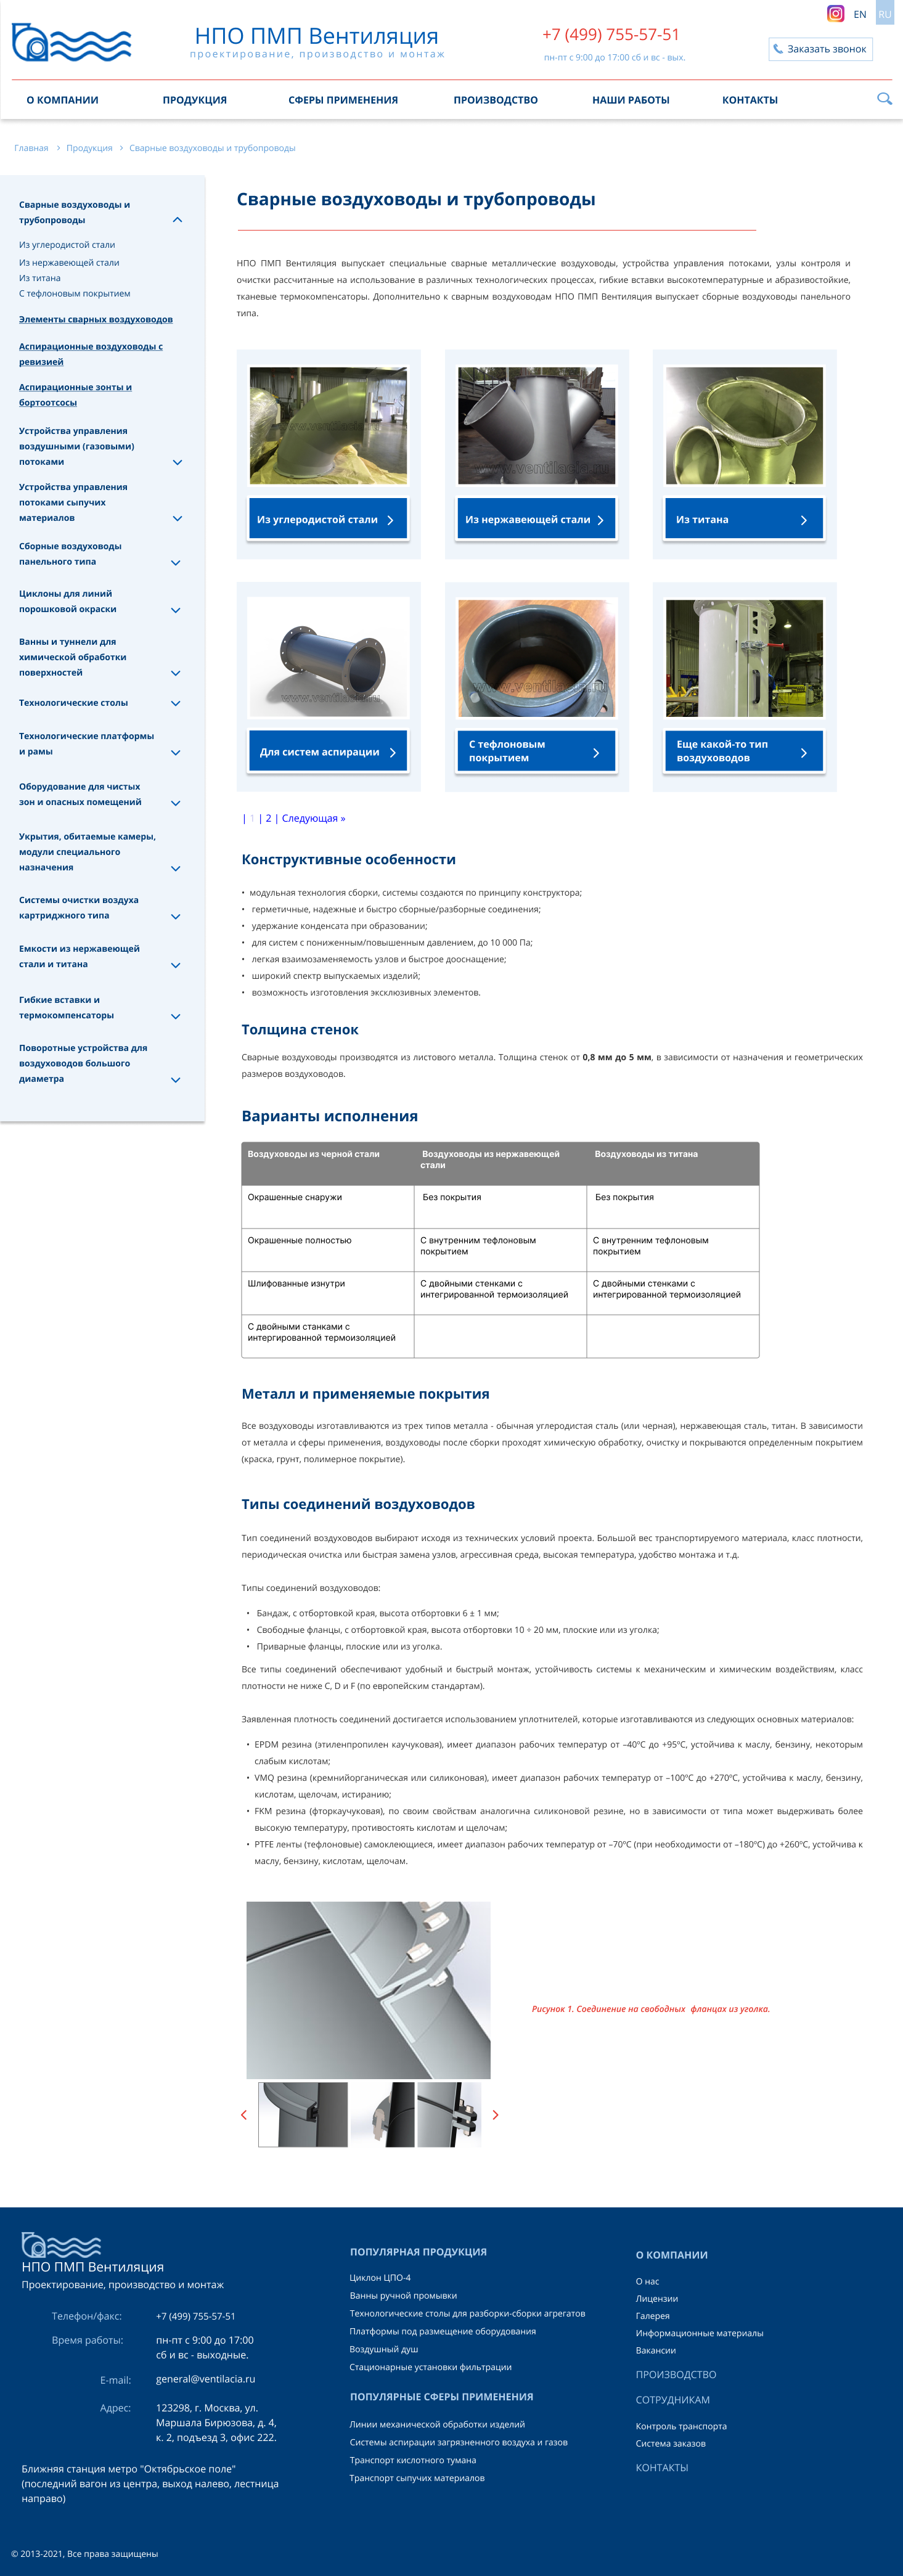 EN
RU
НПО ПМП Вентиляция
проектирование, производство и монтаж
+7 (499) 755-57-51
пн-пт с 9:00 до 17:00 сб и вс - вых.
Заказать звонок
О КОМПАНИИ
ПРОДУКЦИЯ
СФЕРЫ ПРИМЕНЕНИЯ
ПРОИЗВОДСТВО
НАШИ РАБОТЫ
КОНТАКТЫ
Главная > Продукция > Сварные воздуховоды и трубопроводы
Сварные воздуховоды и
трубопроводы
Из углеродистой стали
Из нержавеющей стали
Из титана
С тефлоновым покрытием
Элементы сварных воздуховодов
Аспирационные воздуховоды с
ревизией
Аспирационные зонты и
бортоотсосы
Устройства управления
воздушными (газовыми)
потоками
Устройства управления
потоками сыпучих
материалов
Сборные воздуховоды
панельного типа
Циклоны для линий
порошковой окраски
Ванны и туннели для
химической обработки
поверхностей
Технологические столы
Технологические платформы
и рамы
Оборудование для чистых
зон и опасных помещений
Укрытия, обитаемые камеры,
модули специального
назначения
Системы очистки воздуха
картриджного типа
Емкости из нержавеющей
стали и титана
Гибкие вставки и
термокомпенсаторы
Поворотные устройства для
воздуховодов большого
диаметра
Сварные воздуховоды и трубопроводы
НПО ПМП Вентиляция выпускает специальные сварные металлические воздуховоды, устройства управления потоками, узлы контроля и
очистки рассчитанные на использование в различных технологических процессах, гибкие вставки высокотемпературные и абразивостойкие,
тканевые термокомпенсаторы. Дополнительно к сварным воздуховодам НПО ПМП Вентиляция выпускает сборные воздуховоды панельного
типа.
www.ventilacia.ru
Из углеродистой стали
Из нержавеющей стали
Из титана
www.ventilacia.ru
www.ventilacia.ru
Для систем аспирации
С тефлоновым
покрытием
Еще какой-то тип
воздуховодов
| 1 | 2 | Следующая »
Конструктивные особенности
• модульная технология сборки, системы создаются по принципу конструктора;
• герметичные, надежные и быстро сборные/разборные соединения;
• удержание конденсата при образовании;
• для систем с пониженным/повышенным давлением, до 10 000 Па;
• легкая взаимозаменяемость узлов и быстрое дооснащение;
• широкий спектр выпускаемых изделий;
• возможность изготовления эксклюзивных элементов.
Толщина стенок
Сварные воздуховоды производятся из листового металла. Толщина стенок от 0,8 мм до 5 мм, в зависимости от назначения и геометрических
размеров воздуховодов.
Варианты исполнения
Воздуховоды из черной стали
Воздуховоды из нержавеющей
стали
Воздуховоды из титана
Окрашенные снаружи
Без покрытия
Без покрытия
Окрашенные полностью
С внутренним тефлоновым
покрытием
С внутренним тефлоновым
покрытием
Шлифованные изнутри
С двойными стенками с
интегрированной термоизоляцией
С двойными стенками с
интегрированной термоизоляцией
С двойными станками с
интергированной термоизоляцией
Металл и применяемые покрытия
Все воздуховоды изготавливаются из трех типов металла - обычная углеродистая сталь (или черная), нержавеющая сталь, титан. В зависимости
от металла и сферы применения, воздуховоды после сборки проходят химическую обработку, очистку и покрываются определенным покрытием
(краска, грунт, полимерное покрытие).
Типы соединений воздуховодов
Тип соединений воздуховодов выбирают исходя из технических условий проекта. Большой вес транспортируемого материала, класс плотности,
периодическая очистка или быстрая замена узлов, агрессивная среда, высокая температура, удобство монтажа и т.д.
Типы соединений воздуховодов:
• Бандаж, с отбортовкой края, высота отбортовки 6 ± 1 мм;
• Свободные фланцы, с отбортовкой края, высота отбортовки 10 ÷ 20 мм, плоские или из уголка;
• Приварные фланцы, плоские или из уголка.
Все типы соединений обеспечивают удобный и быстрый монтаж, устойчивость системы к механическим и химическим воздействиям, класс
плотности не ниже C, D и F (по европейским стандартам).
Заявленная плотность соединений достигается использованием уплотнителей, которые изготавливаются из следующих основных материалов:
• EPDM резина (этиленпропилен каучуковая), имеет диапазон рабочих температур от –40°C до +95°C, устойчива к маслу, бензину, некоторым
слабым кислотам;
• VMQ резина (кремнийорганическая или силиконовая), имеет диапазон рабочих температур от –100°C до +270°C, устойчива к маслу, бензину,
кислотам, щелочам, истиранию;
• FKM резина (фторкаучуковая), по своим свойствам аналогична силиконовой резине, но в зависимости от типа может выдерживать более
высокую температуру, противостоять кислотам и щелочам;
• PTFE ленты (тефлоновые) самоклеющиеся, имеет диапазон рабочих температур от –70°C (при необходимости от –180°C) до +260°C, устойчива к
маслу, бензину, кислотам, щелочам.
Рисунок 1. Соединение на свободных фланцах из уголка.
НПО ПМП Вентиляция
Проектирование, производство и монтаж
Телефон/факс: +7 (499) 755-57-51
Время работы: пн-пт с 9:00 до 17:00
сб и вс - выходные.
E-mail: general@ventilacia.ru
Адрес: 123298, г. Москва, ул.
Маршала Бирюзова, д. 4,
к. 2, подъезд 3, офис 222.
Ближняя станция метро "Октябрьское поле"
(последний вагон из центра, выход налево, лестница
направо)
ПОПУЛЯРНАЯ ПРОДУКЦИЯ
Циклон ЦПО-4
Ванны ручной промывки
Технологические столы для разборки-сборки агрегатов
Платформы под размещение оборудования
Воздушный душ
Стационарные установки фильтрации
ПОПУЛЯРНЫЕ СФЕРЫ ПРИМЕНЕНИЯ
Линии механической обработки изделий
Системы аспирации загрязненного воздуха и газов
Транспорт кислотного тумана
Транспорт сыпучих материалов
О КОМПАНИИ
О нас
Лицензии
Галерея
Информационные материалы
Вакансии
ПРОИЗВОДСТВО
СОТРУДНИКАМ
Контроль транспорта
Система заказов
КОНТАКТЫ
© 2013-2021, Все права защищены